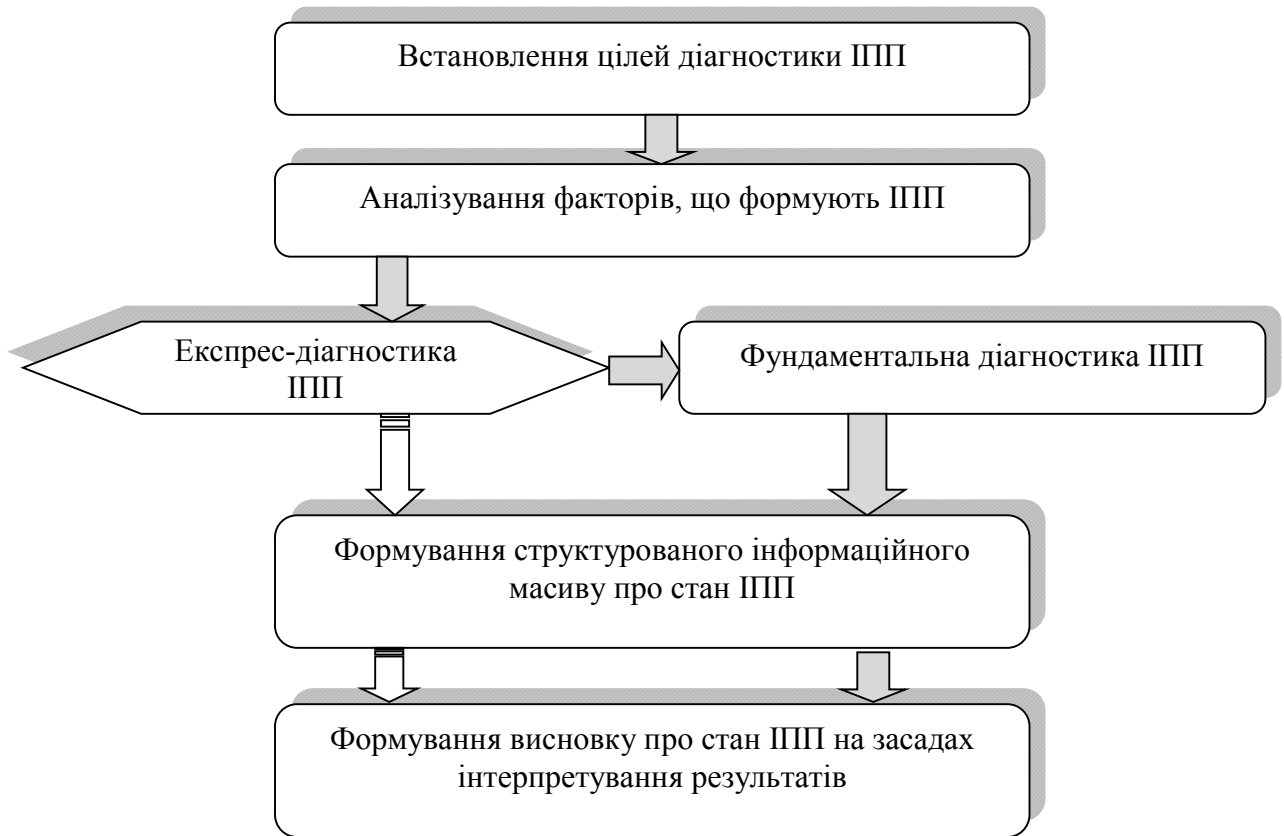 Встановлення цілей діагностики ІПП
Аналізування факторів, що формують ІПП
Експрес-діагностика
ІПП
Фундаментальна діагностика ІПП
Формування структурованого інформаційного
масиву про стан ІПП
Формування висновку про стан ІПП на засадах
інтерпретування результатів